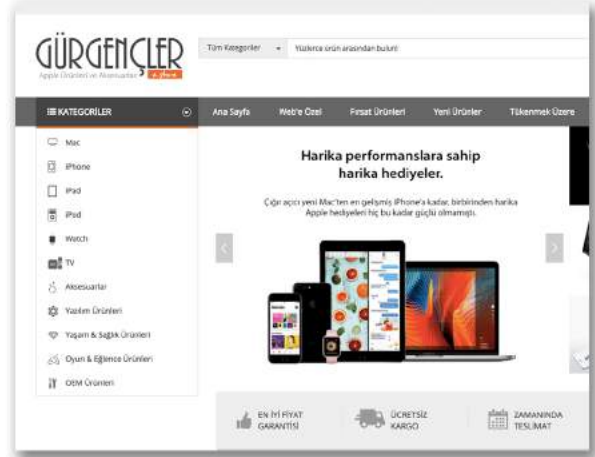 GÜRGENÇLER
Apple Ürünleri ve Aksesuarlar
e-store
Tüm Kategoriler
Yüzlerce ürün arasından bulun!
KATEGORİLER
Ana Sayfa
Web'e Özel
Fırsat Ürünleri
Yeni Ürünler
Tükenmek Üzere
Mac
iPhone
iPad
iPod
Watch
TV
Aksesuarlar
Yazılım Ürünleri
Yaşam & Sağlık Ürünleri
Oyun & Eğlence Ürünleri
OEM Ürünleri
Harika performanslara sahip
harika hediyeler.
Çığır açıcı yeni Mac'ten en gelişmiş iPhone'a kadar, birbirinden harika
Apple hediyeleri hiç bu kadar güçlü olmamıştı.
EN İYİ FİYAT
GARANTİSİ
ÜCRETSİZ
KARGO
ZAMANINDA
TESLİMAT